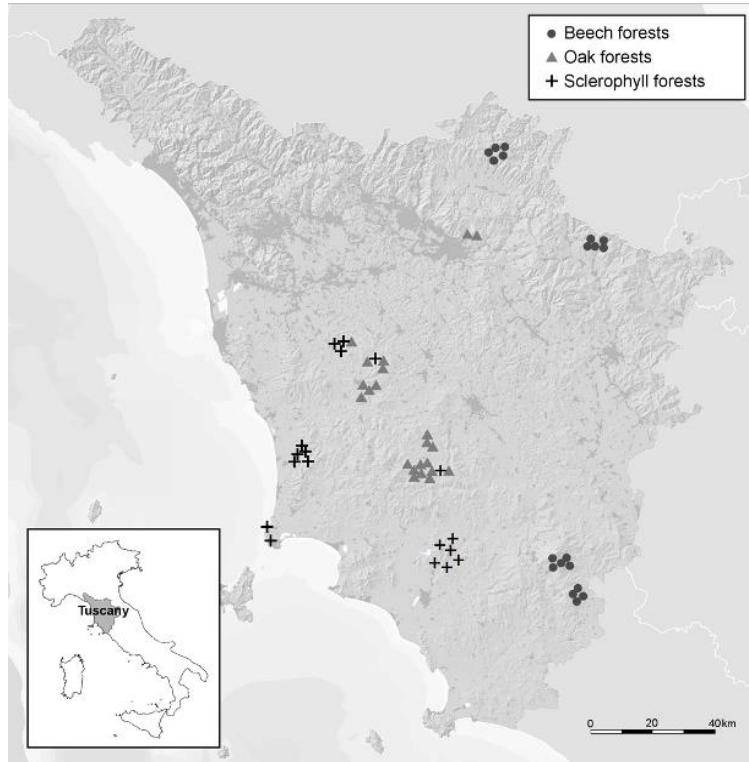 Beech forests
Oak forests
Sclerophyll forests
Tuscany
0 20 40km